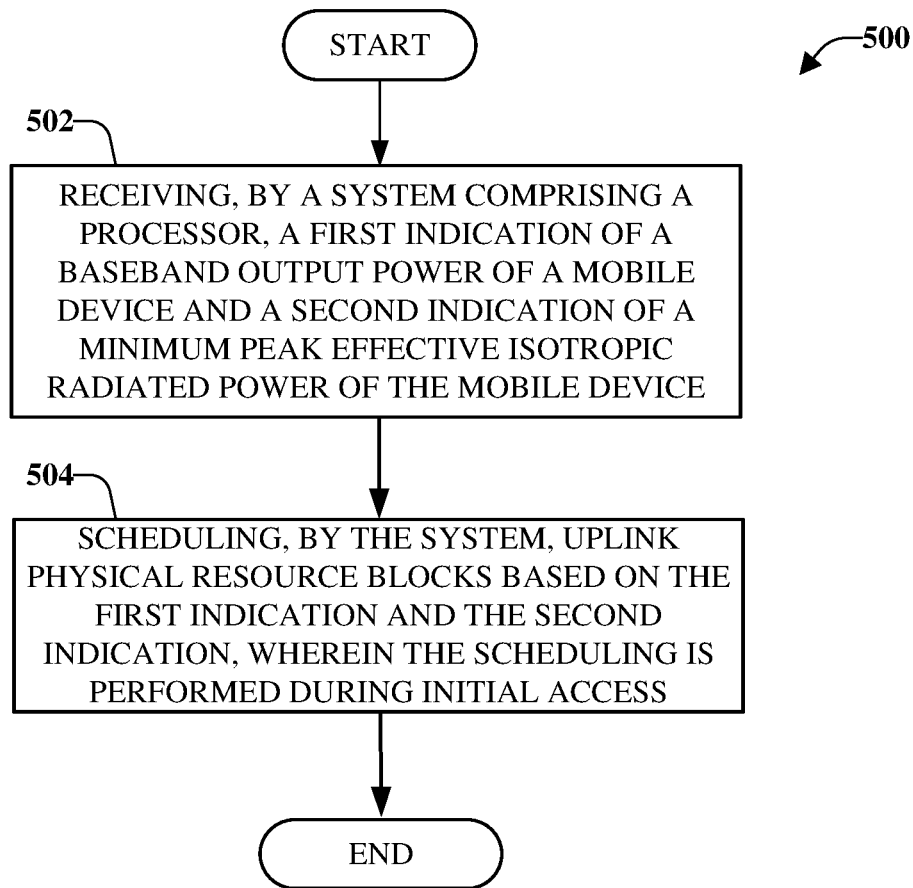 START
500
502
RECEIVING, BY A SYSTEM COMPRISING A
PROCESSOR, A FIRST INDICATION OF A
BASEBAND OUTPUT POWER OF A MOBILE
DEVICE AND A SECOND INDICATION OF A
MINIMUM PEAK EFFECTIVE ISOTROPIC
RADIATED POWER OF THE MOBILE DEVICE
504
SCHEDULING, BY THE SYSTEM, UPLINK
PHYSICAL RESOURCE BLOCKS BASED ON THE
FIRST INDICATION AND THE SECOND
INDICATION, WHEREIN THE SCHEDULING IS
PERFORMED DURING INITIAL ACCESS
END